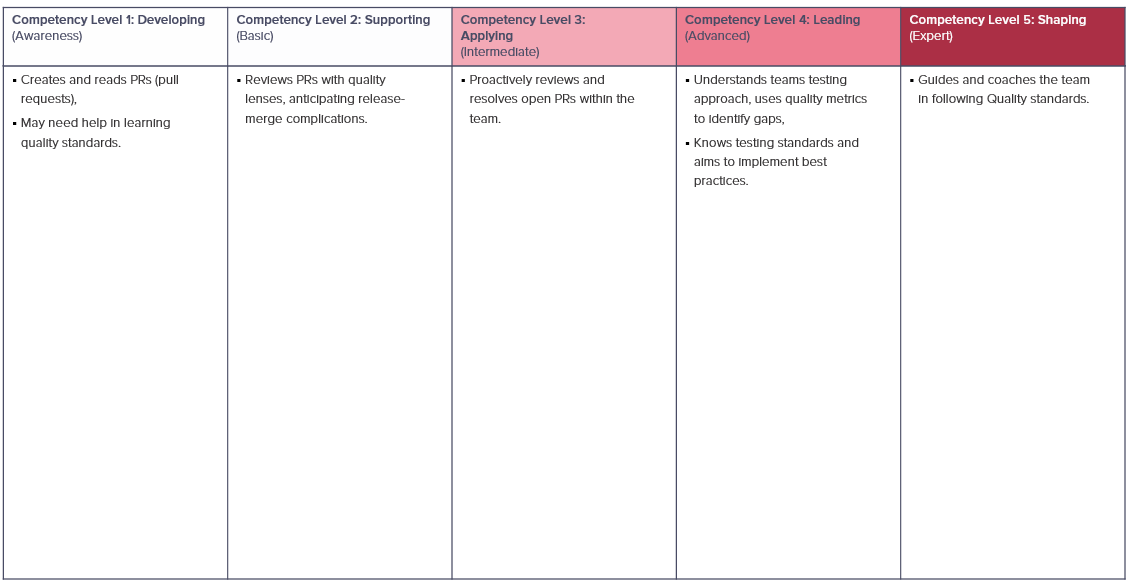 Competency Level 1: Developing
(Awareness)
Competency Level 2: Supporting
(Basic)
Competency Level 3:
Applying
(Intermediate)
Competency Level 4: Leading
(Advanced)
Competency Level 5: Shaping
(Expert)
▪ Creates and reads PRs (pull
requests),
▪ May need help in learning
quality standards.
▪ Reviews PRs with quality
lenses, anticipating release-
merge complications.
▪ Proactively reviews and
resolves open PRs within the
team.
▪ Understands teams testing
approach, uses quality metrics
to identify gaps,
▪ Knows testing standards and
aims to implement best
practices.
▪ Guides and coaches the team
in following Quality standards.